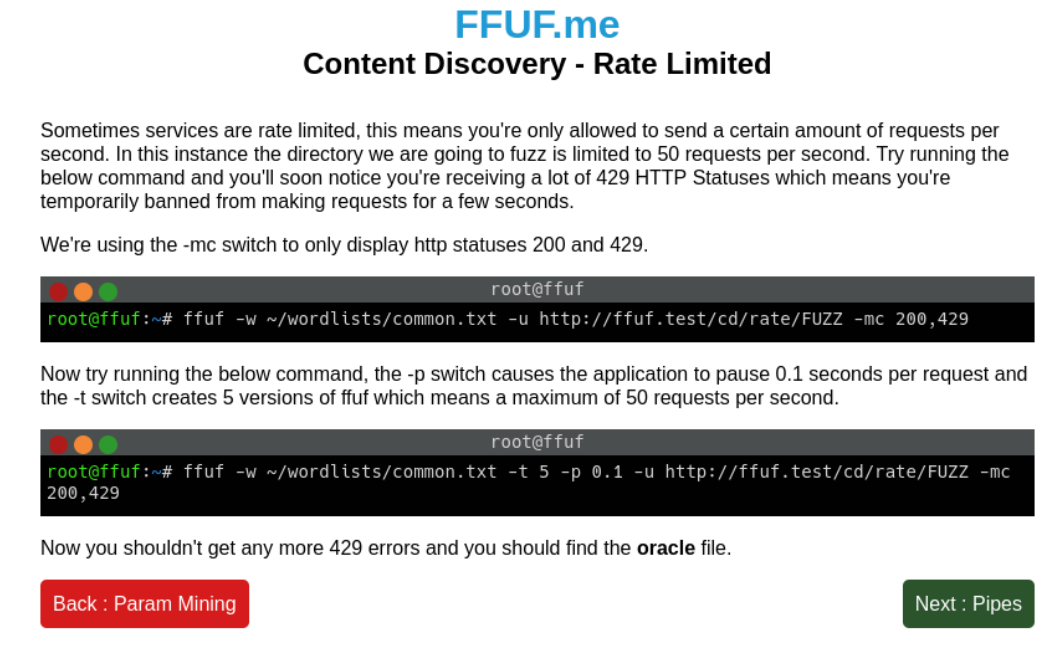 FFUF.me
Content Discovery - Rate Limited
Sometimes services are rate limited, this means you're only allowed to send a certain amount of requests per
second. In this instance the directory we are going to fuzz is limited to 50 requests per second. Try running the
below command and you'll soon notice you're receiving a lot of 429 HTTP Statuses which means you're
temporarily banned from making requests for a few seconds.
We're using the -mc switch to only display http statuses 200 and 429.
root@ffuf
root@ffuf:~# ffuf -w ~/wordlists/common.txt -u http://ffuf.test/cd/rate/FUZZ -mc 200,429
Now try running the below command, the -p switch causes the application to pause 0.1 seconds per request and
the -t switch creates 5 versions of ffuf which means a maximum of 50 requests per second.
root@ffuf
root@ffuf:~# ffuf -w ~/wordlists/common.txt -t 5 -p 0.1 -u http://ffuf.test/cd/rate/FUZZ -mc
200,429
Now you shouldn't get any more 429 errors and you should find the oracle file.
Back : Param Mining
Next : Pipes